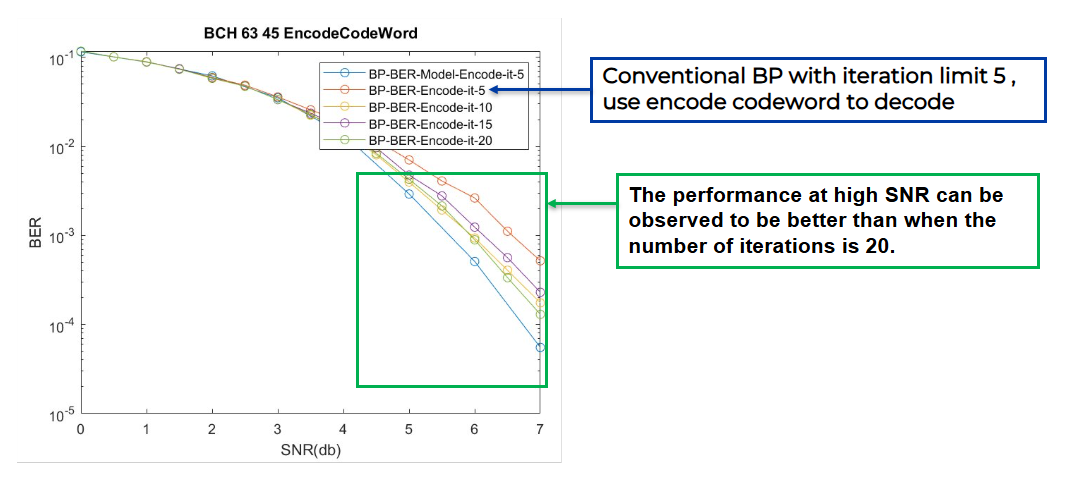 BCH 63 45 EncodeCodeWord
BP-BER-Model-Encode-it-5
BP-BER-Encode-it-5
BP-BER-Encode-it-10
BP-BER-Encode-it-15
BP-BER-Encode-it-20
Conventional BP with iteration limit 5 ,
use encode codeword to decode
The performance at high SNR can be
observed to be better than when the
number of iterations is 20.
BER
10^-1
10^-2
10^-3
10^-4
10^-5
0 1 2 3 4 5 6 7
SNR(db)